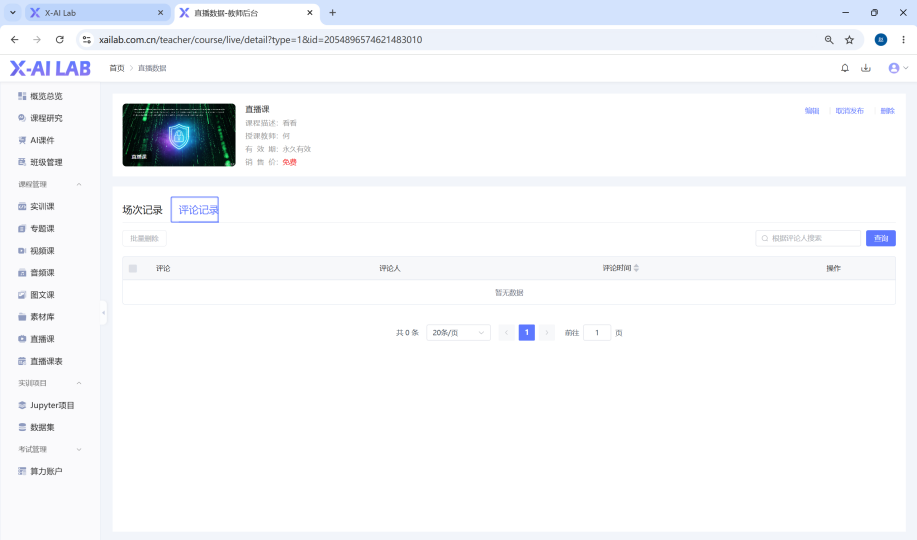 X-AI Lab
直播数据-教师后台
xailab.com.cn/teacher/course/live/detail?type=1&id=2054896574621483010
X-AI LAB
首页 > 直播数据
概览总览
课程研究
AI课件
班级管理
课程管理
实训课
专题课
视频课
音频课
图文课
素材库
直播课
直播课表
实训项目
Jupyter项目
数据集
考试管理
算力账户
直播课
直播课
课程描述: 看看
授课教师: 何
有 效 期: 永久有效
销 售 价: 免费
编辑
取消发布
删除
场次记录
评论记录
批量删除
根据评论人搜索
查询
评论 评论人 评论时间 操作
暂无数据
共 0 条 20条/页 < 1 > 前往 1 页